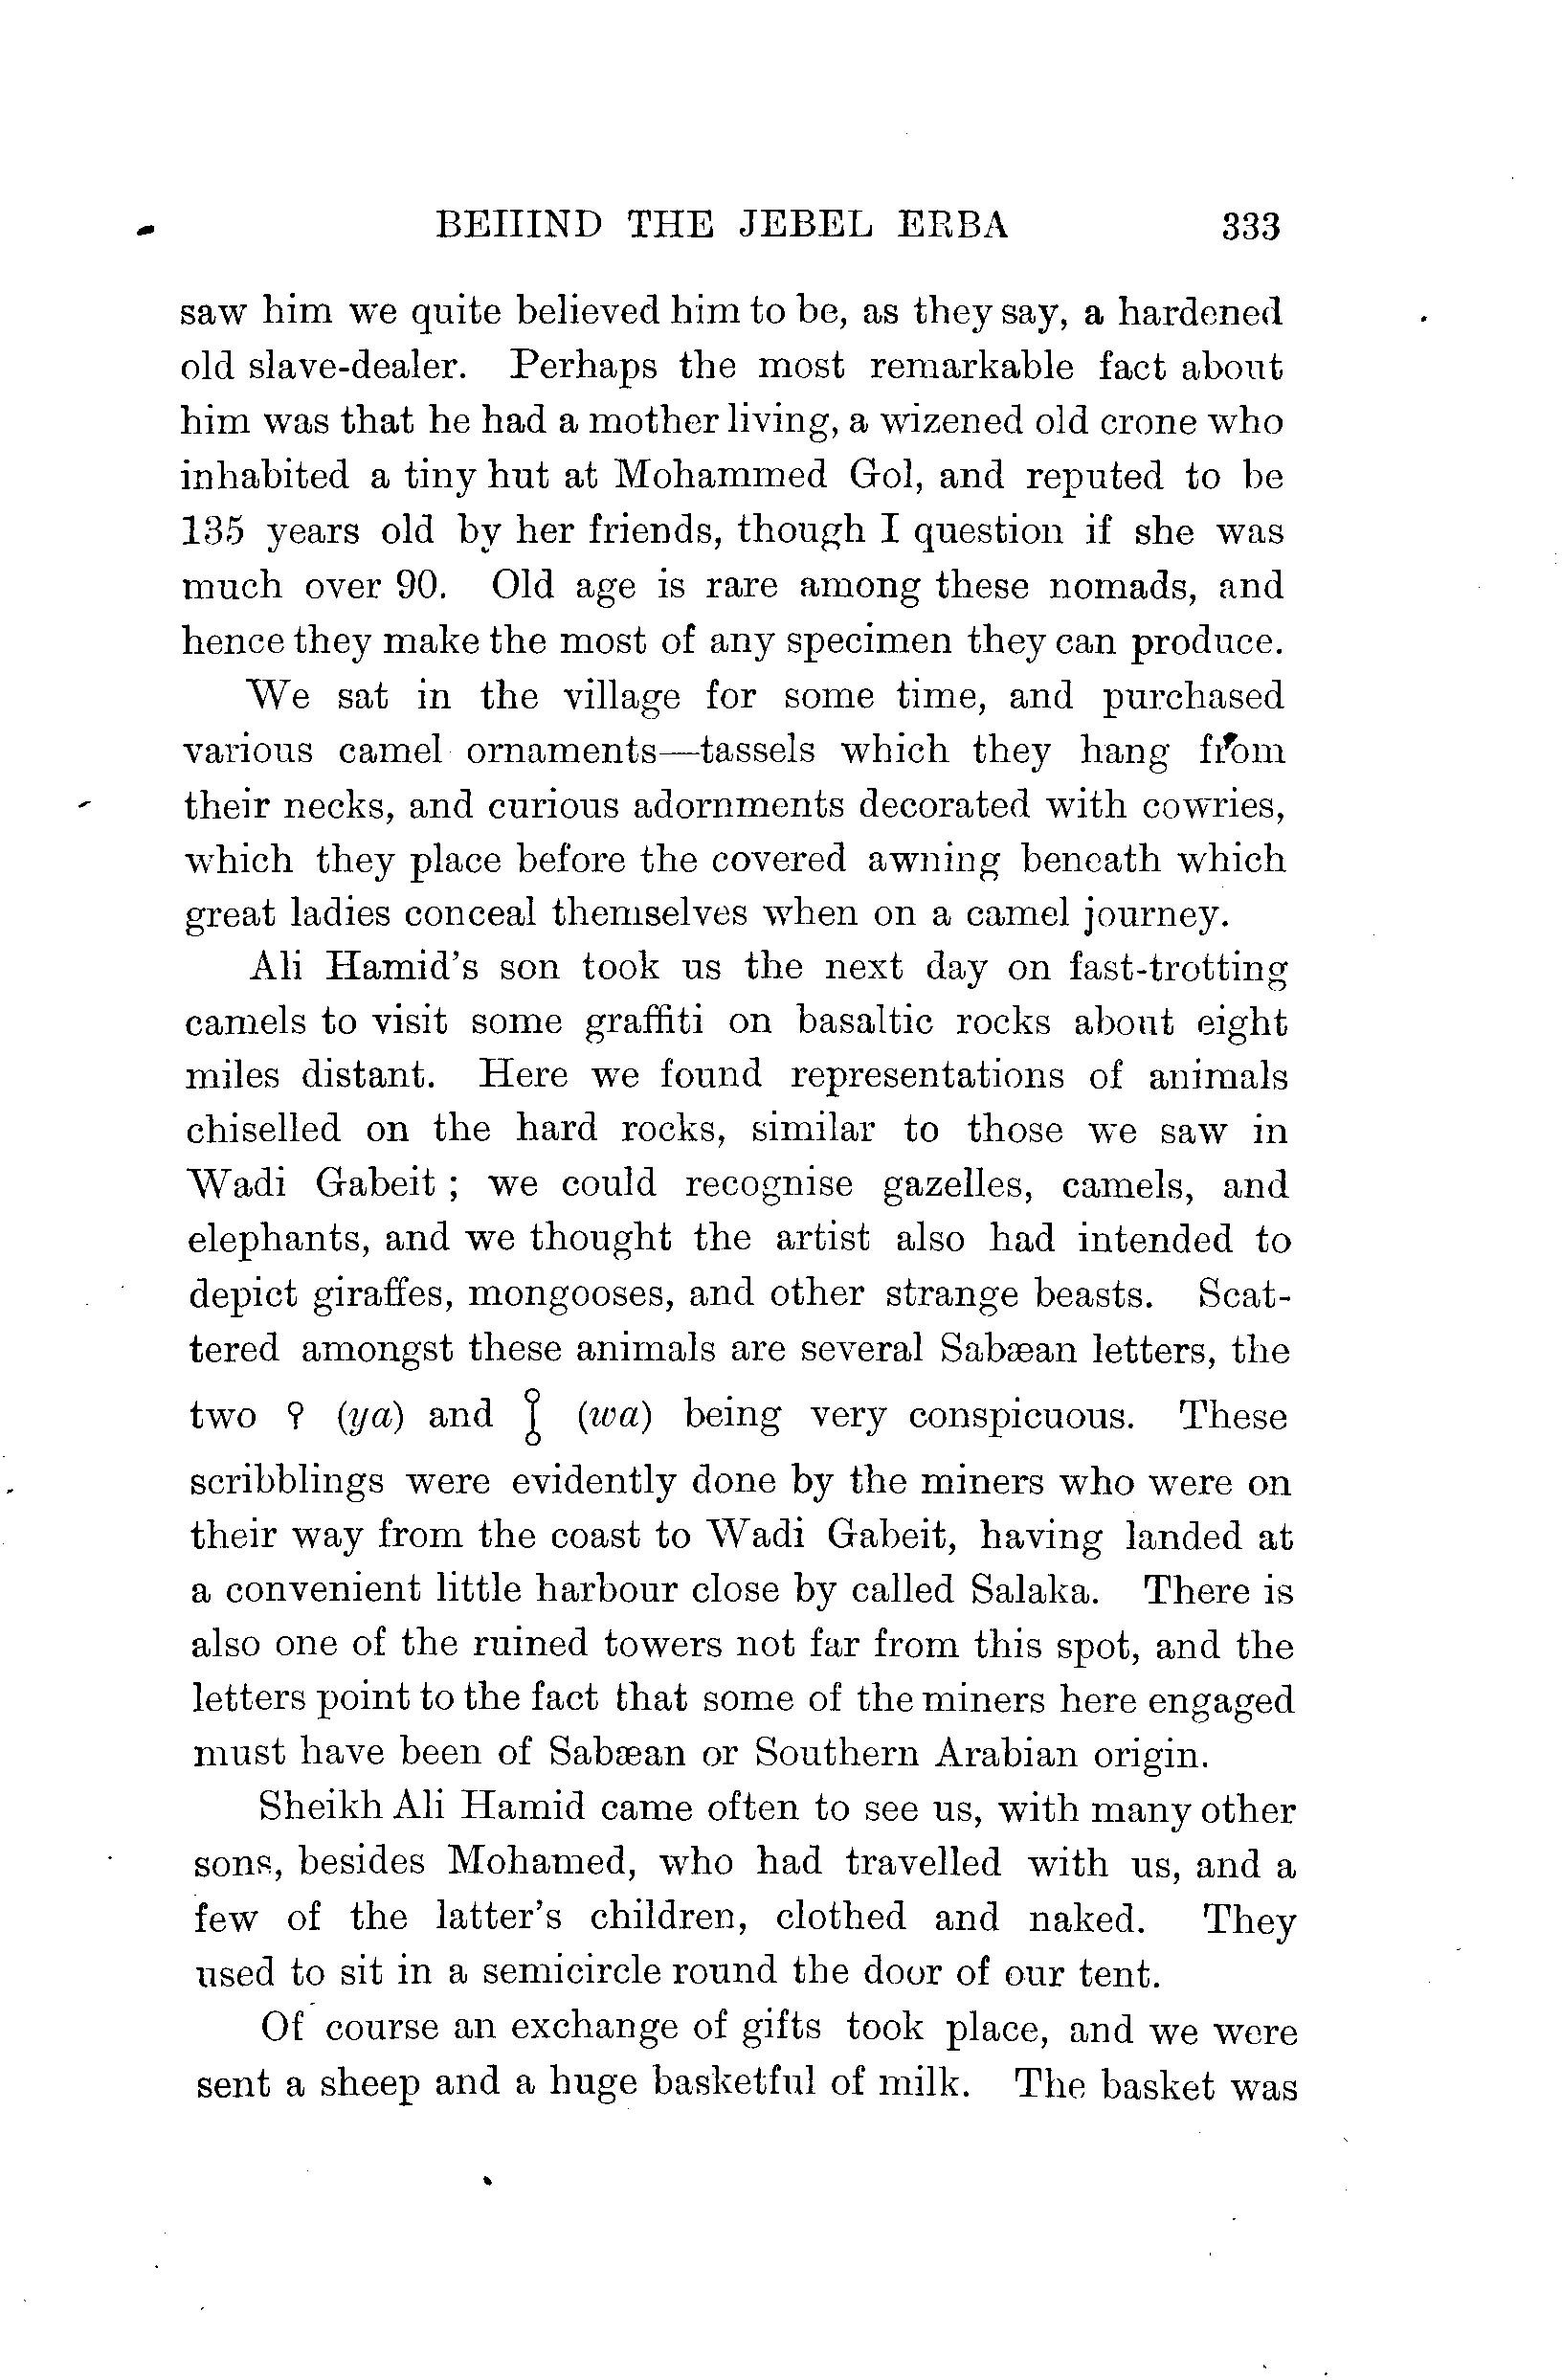 BEHIND THE JEBEL ERBA 333
saw him we quite believed him to be, as they say, a hardened
old slave-dealer. Perhaps the most remarkable fact about
him was that he had a mother living, a wizened old crone who
inhabited a tiny hut at Mohammed Gol, and reputed to be
135 years old by her friends, though I question if she was
much over 90. Old age is rare among these nomads, and
hence they make the most of any specimen they can produce.
We sat in the village for some time, and purchased
various camel ornaments—tassels which they hang from
their necks, and curious adornments decorated with cowries,
which they place before the covered awning beneath which
great ladies conceal themselves when on a camel journey.
Ali Hamid's son took us the next day on fast-trotting
camels to visit some graffiti on basaltic rocks about eight
miles distant. Here we found representations of animals
chiselled on the hard rocks, similar to those we saw in
Wadi Gabeit; we could recognise gazelles, camels, and
elephants, and we thought the artist also had intended to
depict giraffes, mongooses, and other strange beasts. Scat-
tered amongst these animals are several Sabæan letters, the
two 𐩺 (ya) and (wa) being very conspicuous. These
scribblings were evidently done by the miners who were on
their way from the coast to Wadi Gabeit, having landed at
a convenient little harbour close by called Salaka. There is
also one of the ruined towers not far from this spot, and the
letters point to the fact that some of the miners here engaged
must have been of Sabæan or Southern Arabian origin.
Sheikh Ali Hamid came often to see us, with many other
sons, besides Mohamed, who had travelled with us, and a
few of the latter's children, clothed and naked. They
used to sit in a semicircle round the door of our tent.
Of course an exchange of gifts took place, and we were
sent a sheep and a huge basketful of milk. The basket was